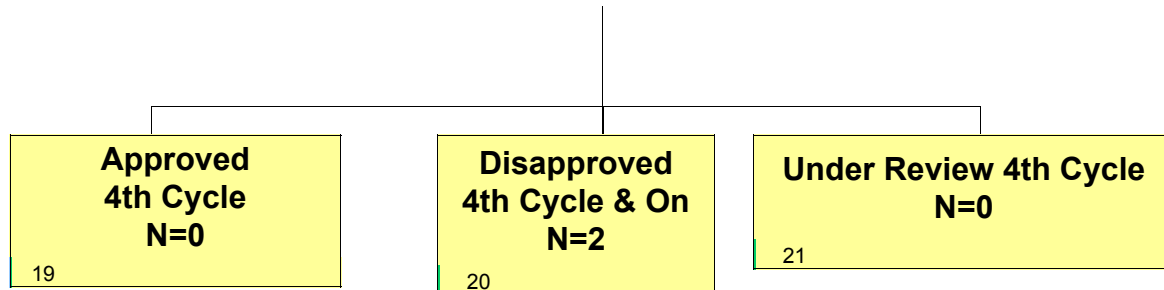 Approved
4th Cycle
N=0
19
Disapproved
4th Cycle & On
N=2
20
Under Review 4th Cycle
N=0
21